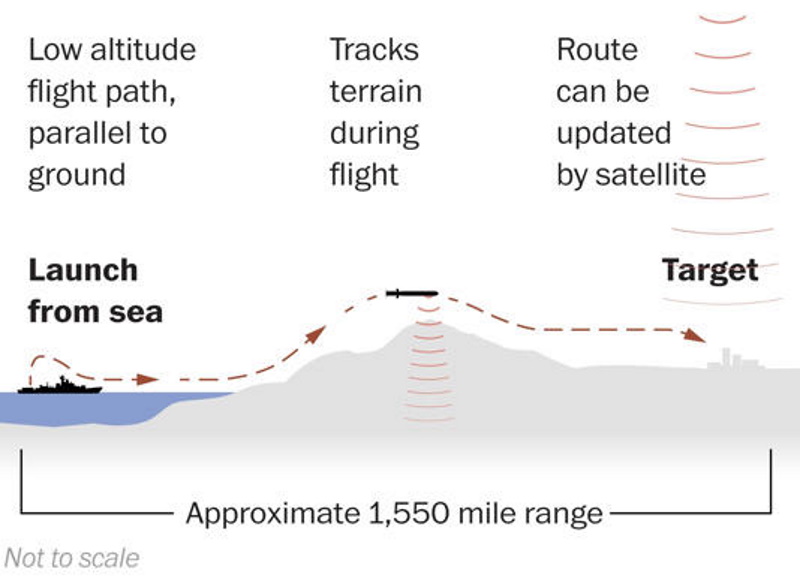 Low altitude
flight path,
parallel to
ground
Tracks
terrain
during
flight
Route
can be
updated
by satellite
Launch
from sea
Target
Approximate 1,550 mile range
Not to scale